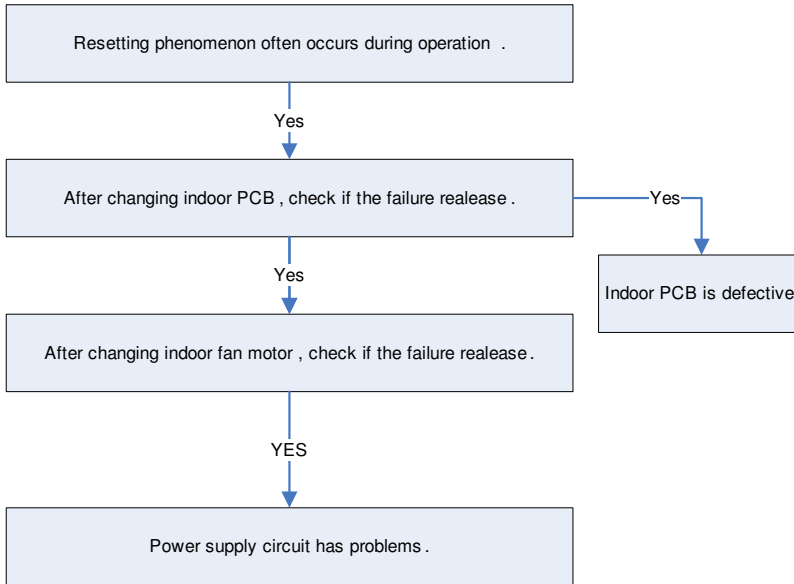 Resetting phenomenon often occurs during operation .
Yes
After changing indoor PCB , check if the failure realease .
Yes
Yes
Indoor PCB is defective
After changing indoor fan motor , check if the failure realease .
YES
Power supply circuit has problems .